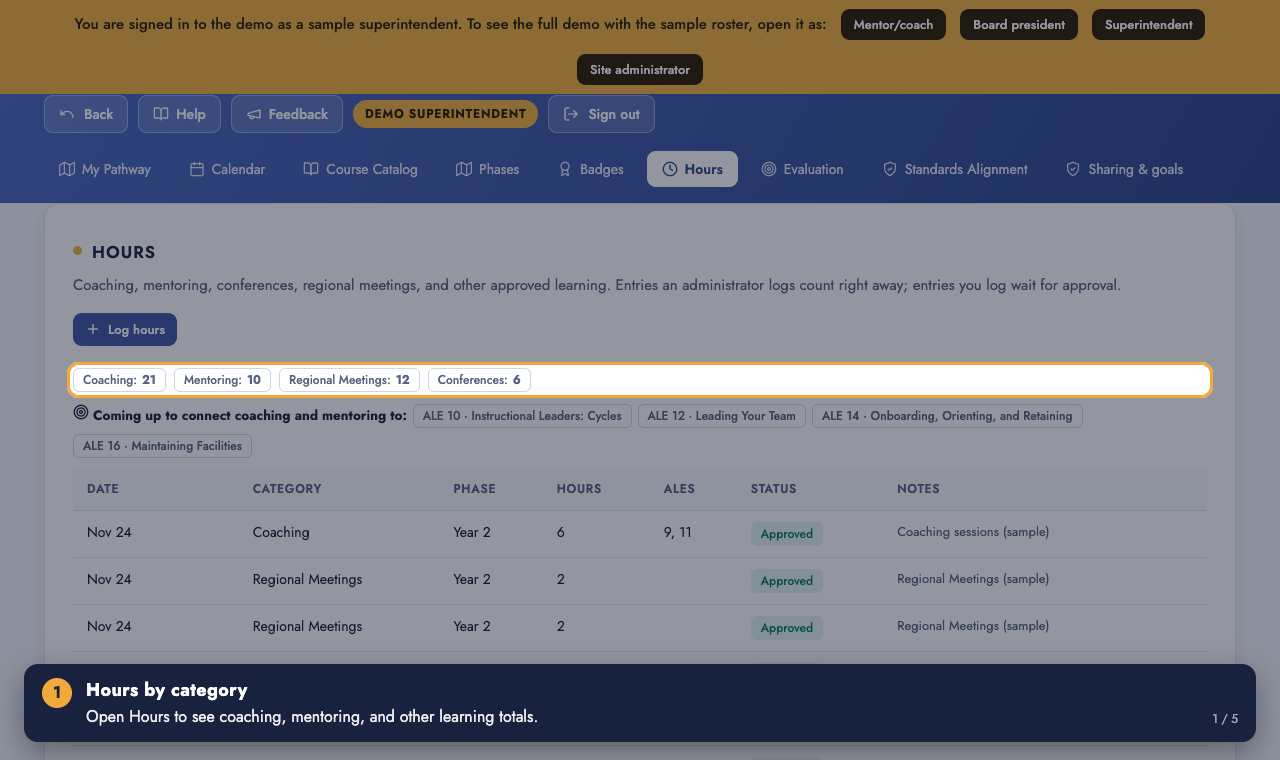 You are signed in to the demo as a sample superintendent. To see the full demo with the sample roster, open it as: Mentor/coach Board president Superintendent
Site administrator
Back Help Feedback DEMO SUPERINTENDENT Sign out
My Pathway Calendar Course Catalog Phases Badges Hours Evaluation Standards Alignment Sharing & goals
HOURS
Coaching, mentoring, conferences, regional meetings, and other approved learning. Entries an administrator logs count right away; entries you log wait for approval.
+ Log hours
Coaching: 21 Mentoring: 10 Regional Meetings: 12 Conferences: 6
Coming up to connect coaching and mentoring to: ALE 10 · Instructional Leaders: Cycles ALE 12 · Leading Your Team ALE 14 · Onboarding, Orienting, and Retaining
ALE 16 · Maintaining Facilities
DATE CATEGORY PHASE HOURS ALES STATUS NOTES
Nov 24 Coaching Year 2 6 9, 11 Approved Coaching sessions (sample)
Nov 24 Regional Meetings Year 2 2 Approved Regional Meetings (sample)
Nov 24 Regional Meetings Year 2 2 Approved Regional Meetings (sample)
1 Hours by category
Open Hours to see coaching, mentoring, and other learning totals.
1 / 5